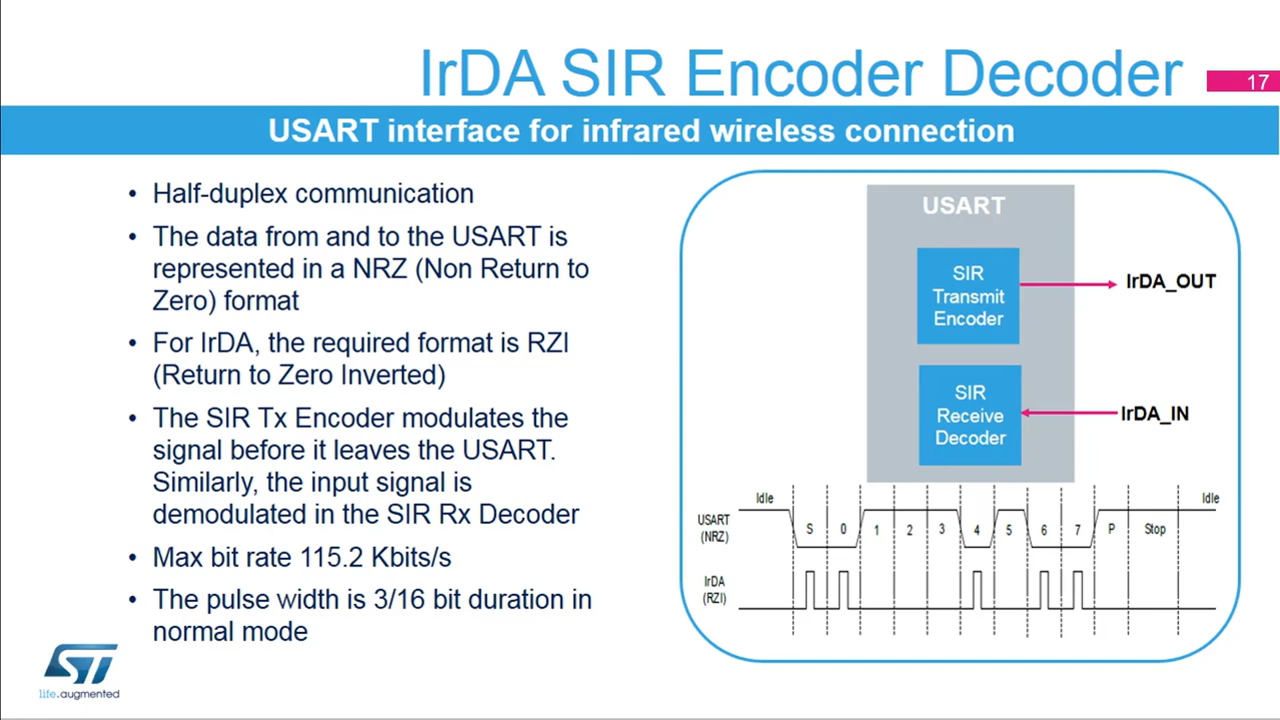 IrDA SIR Encoder Decoder
17
USART interface for infrared wireless connection
• Half-duplex communication
• The data from and to the USART is
represented in a NRZ (Non Return to
Zero) format
• For IrDA, the required format is RZI
(Return to Zero Inverted)
• The SIR Tx Encoder modulates the
signal before it leaves the USART.
Similarly, the input signal is
demodulated in the SIR Rx Decoder
• Max bit rate 115.2 Kbits/s
• The pulse width is 3/16 bit duration in
normal mode
USART
SIR
Transmit
Encoder
IrDA_OUT
SIR
Receive
Decoder
IrDA_IN
Idle
Idle
USART
(NRZ)
S 0 1 2 3 4 5 6 7 P Stop
IrDA
(RZI)
ST
life.augmented